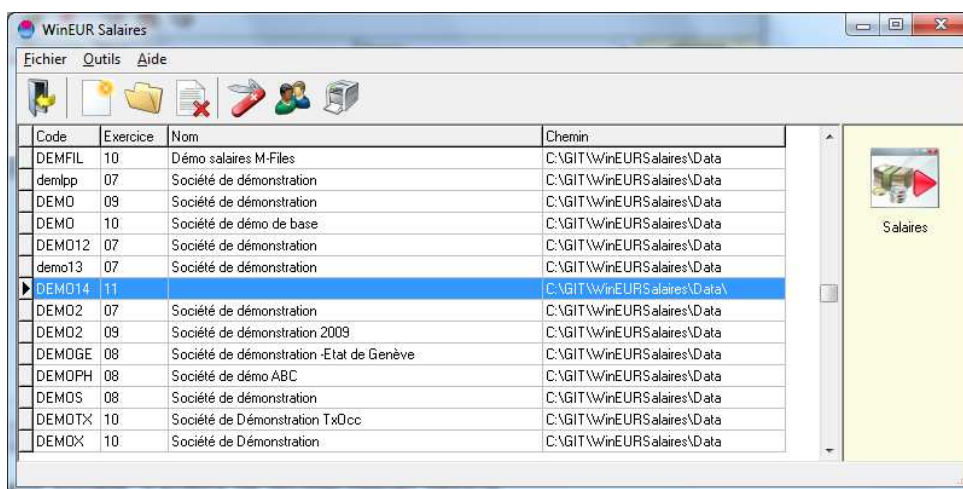 WinEUR Salaires
Fichier Outils Aide
Code Exercice Nom Chemin
DEMFIL 10 Démo salaires M-Files C:\GIT\WinEURSalaires\Data
demlpp 07 Société de démonstration C:\GIT\WinEURSalaires\Data
DEMO 09 Société de démonstration C:\GIT\WinEURSalaires\Data
DEMO 10 Société de démo de base C:\GIT\WinEURSalaires\Data
DEMO12 07 Société de démonstration C:\GIT\WinEURSalaires\Data
demo13 07 Société de démonstration C:\GIT\WinEURSalaires\Data
DEMO14 11 C:\GIT\WinEURSalaires\Data\
DEMO2 07 Société de démonstration C:\GIT\WinEURSalaires\Data
DEMO2 09 Société de démonstration 2009 C:\GIT\WinEURSalaires\Data
DEMOGE 08 Société de démonstration -Etat de Genève C:\GIT\WinEURSalaires\Data
DEMOPH 08 Société de démo ABC C:\GIT\WinEURSalaires\Data
DEMOS 08 Société de démonstration C:\GIT\WinEURSalaires\Data
DEMOTX 10 Société de Démonstration TxOcc C:\GIT\WinEURSalaires\Data
DEMOX 10 Société de Démonstration C:\GIT\WinEURSalaires\Data
Salaires